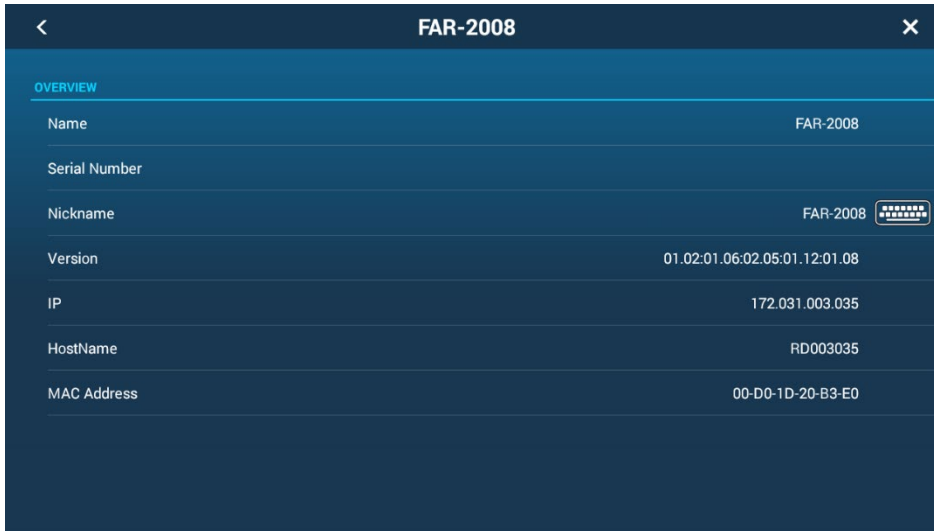 FAR-2008
OVERVIEW
Name FAR-2008
Serial Number
Nickname FAR-2008
Version 01.02:01.06:02.05:01.12:01.08
IP 172.031.003.035
HostName RD003035
MAC Address 00-D0-1D-20-B3-E0